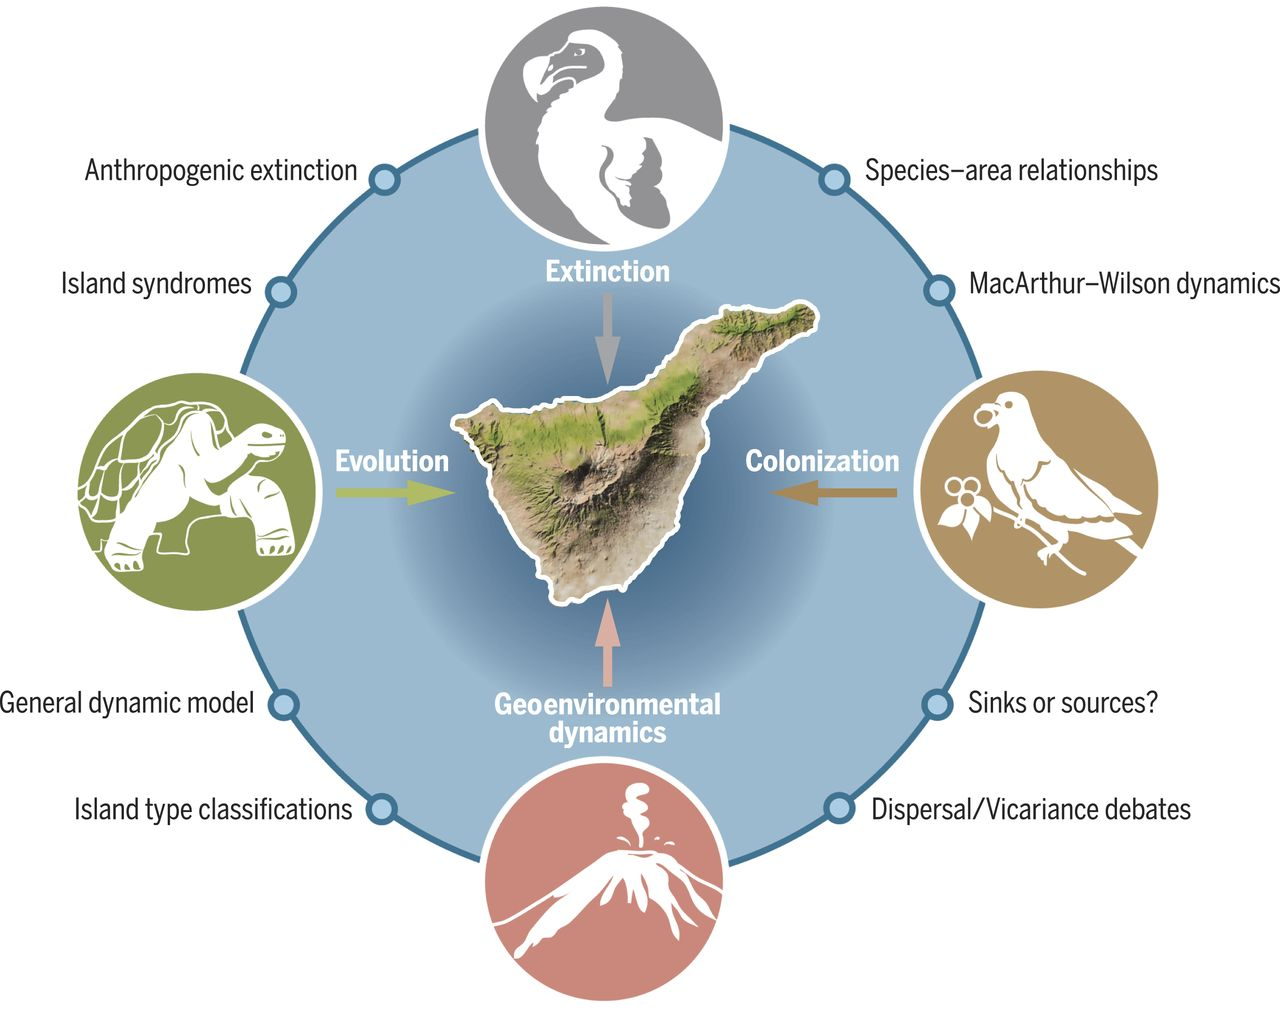 Anthropogenic extinction
Species–area relationships
Extinction
Island syndromes
MacArthur–Wilson dynamics
Evolution
Colonization
General dynamic model
Geoenvironmental
dynamics
Sinks or sources?
Island type classifications
Dispersal/Vicariance debates